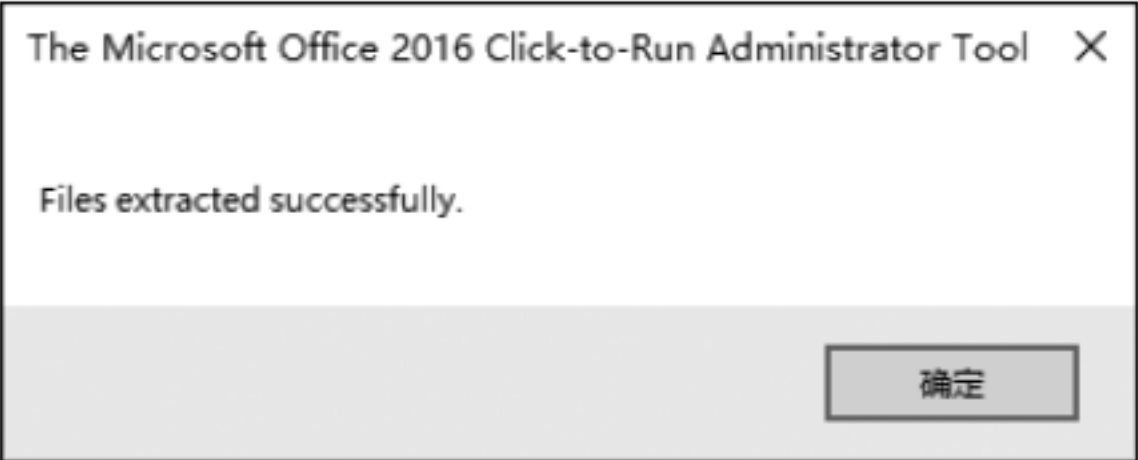 The Microsoft Office 2016 Click-to-Run Administrator Tool
Files extracted successfully.
确定